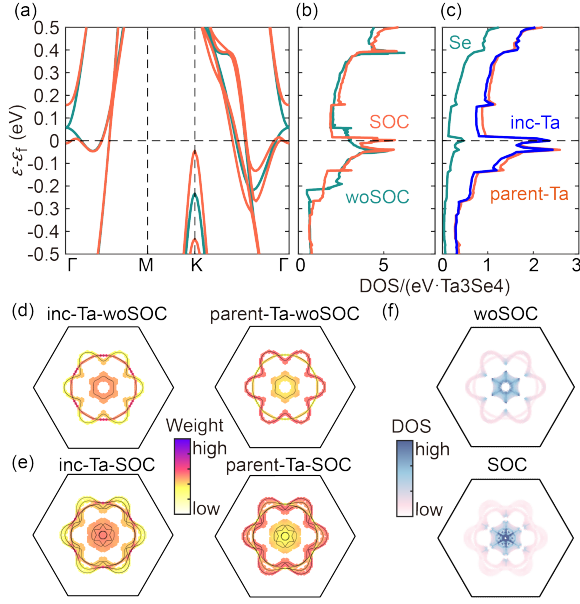 (a)
(b)
(c)
ε-εf (eV)
0.5
0.4
0.3
0.2
0.1
0
-0.1
-0.2
-0.3
-0.4
-0.5
Γ
M
K
Γ
SOC
woSOC
0
5
Se
inc-Ta
parent-Ta
0
1
2
3
DOS/(eV·Ta3Se4)
(d)
inc-Ta-woSOC
parent-Ta-woSOC
(f)
woSOC
Weight
high
low
DOS
high
low
(e)
inc-Ta-SOC
parent-Ta-SOC
SOC